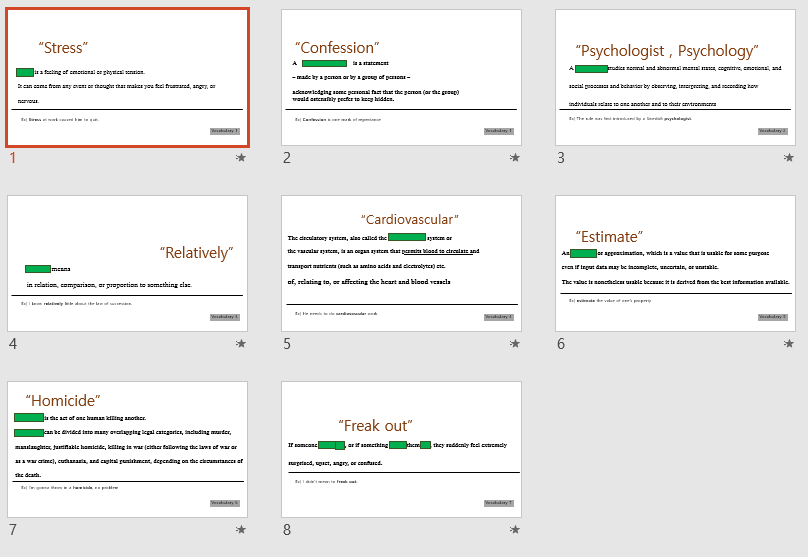 “Stress”
is a feeling of emotional or physical tension.
It can come from any event or thought that makes you feel frustrated, angry, or
nervous.
Ex) Stress at work caused him to quit.
Vocabulary 1
1
“Confession”
A is a statement
– made by a person or by a group of persons –
acknowledging some personal fact that the person (or the group)
would ostensibly prefer to keep hidden.
Ex) Confession is one mark of repentance
Vocabulary
2
“Psychologist , Psychology”
A studies normal and abnormal mental states, cognitive, emotional, and
social processes and behavior by observing, interpreting, and recording how
individuals relate to one another and to their environments
Ex) The rule was first introduced by a Swedish psychologist.
Vocabulary
3
“Relatively”
means
in relation, comparison, or proportion to something else.
Ex) I know relatively little about the law of succession.
Vocabulary
4
“Cardiovascular”
The circulatory system, also called the system or
the vascular system, is an organ system that permits blood to circulate and
transport nutrients (such as amino acids and electrolytes) etc.
of, relating to, or affecting the heart and blood vessels
Ex) He needs to do cardiovascular work
Vocabulary
5
“Estimate”
An or approximation, which is a value that is usable for some purpose
even if input data may be incomplete, uncertain, or unstable.
The value is nonetheless usable because it is derived from the best information available.
Ex) estimate the value of one's property
Vocabulary
6
“Homicide”
is the act of one human killing another.
can be divided into many overlapping legal categories, including murder,
manslaughter, justifiable homicide, killing in war (either following the laws of war or
as a war crime), euthanasia, and capital punishment, depending on the circumstances of
the death.
Ex) I'm gonna throw in a homicide, no problem
Vocabulary
7
“Freak out”
If someone , or if something them , they suddenly feel extremely
surprised, upset, angry, or confused.
Ex) I didn't mean to freak out.
Vocabulary
8